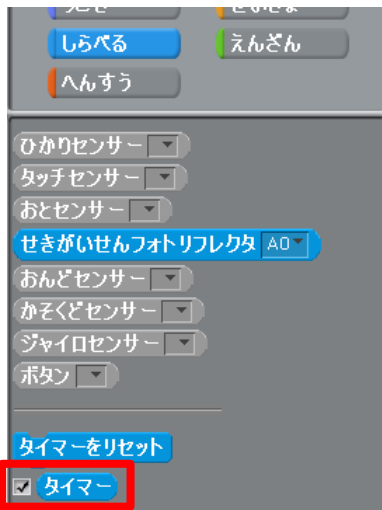 しらべる えんざん
へんすう
ひかりセンサー
タッチセンサー
おとセンサー
せきがいせんフォトリフレクタ A0
おんどセンサー
かそくどセンサー
ジャイロセンサー
ボタン
タイマーをリセット
タイマー